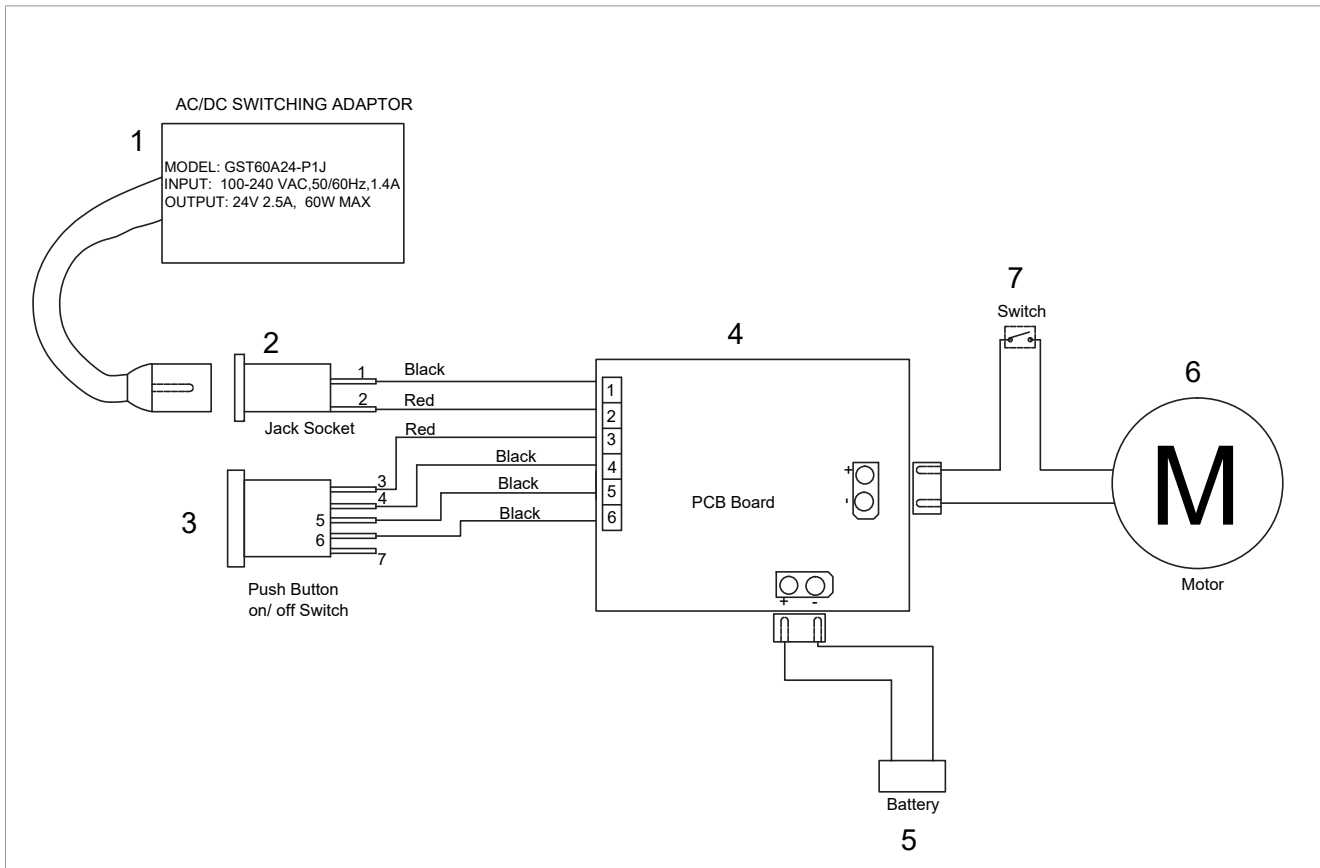 AC/DC SWITCHING ADAPTOR
1
MODEL: GST60A24-P1J
INPUT: 100-240 VAC,50/60Hz,1.4A
OUTPUT: 24V 2.5A, 60W MAX
2
1
Black
2
Red
Jack Socket
3
Red
3
4
Black
5
Black
6
Black
7
Push Button
on/ off Switch
4
1
2
3
4
5
6
PCB Board
+
-
+ -
7
Switch
6
M
Motor
Battery
5